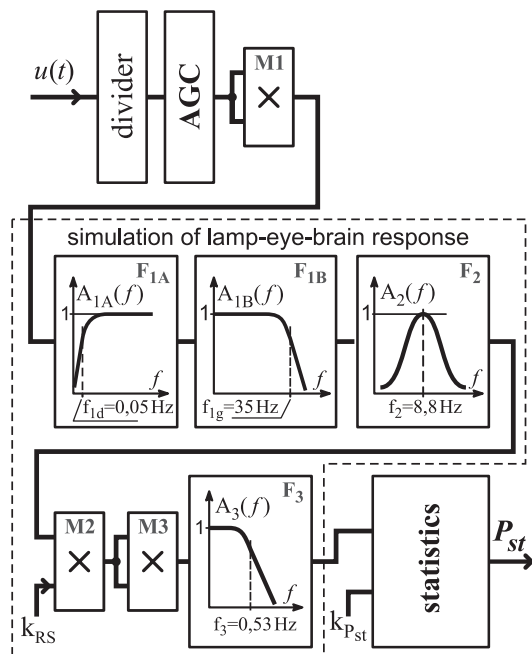 u(t)
divider
AGC
M1
×
simulation of lamp-eye-brain response
F1A
A1A(f)
1
f
f1d=0,05 Hz
F1B
A1B(f)
1
f
f1g=35 Hz
F2
A2(f)
1
f
f2=8,8 Hz
M2
×
M3
×
kRS
F3
A3(f)
1
f
f3=0,53 Hz
statistics
kPst
Pst